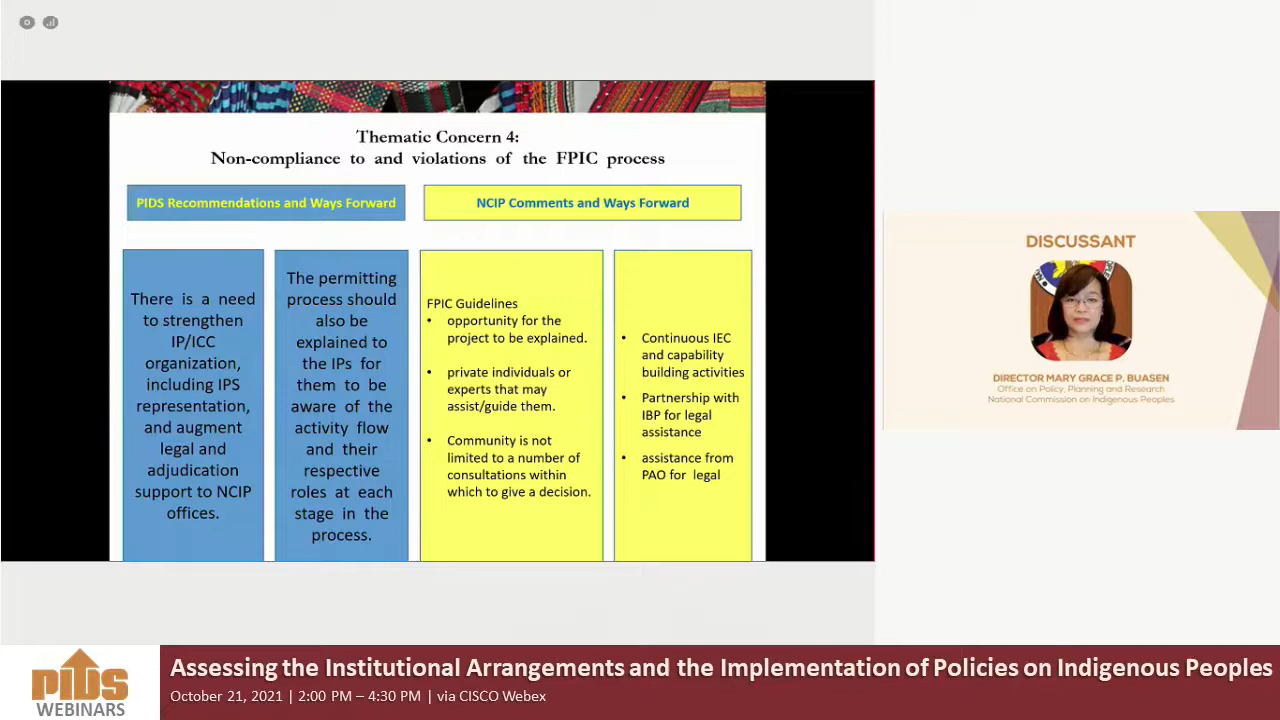 Thematic Concern 4:
Non-compliance to and violations of the FPIC process
PIDS Recommendations and Ways Forward
NCIP Comments and Ways Forward
There is a need
to strengthen
IP/ICC
organization,
including IPS
representation,
and augment
legal and
adjudication
support to NCIP
offices.
The permitting
process should
also be
explained to
the IPs for
them to be
aware of the
activity flow
and their
respective
roles at each
stage in the
process.
FPIC Guidelines
• opportunity for the
project to be explained.
• private individuals or
experts that may
assist/guide them.
• Community is not
limited to a number of
consultations within
which to give a decision.
• Continuous IEC
and capability
building activities
• Partnership with
IBP for legal
assistance
• assistance from
PAO for legal
DISCUSSANT
DIRECTOR MARY GRACE P. BUASEN
Office on Policy, Planning and Research
National Commission on Indigenous Peoples
PIDS
WEBINARS
Assessing the Institutional Arrangements and the Implementation of Policies on Indigenous Peoples
October 21, 2021 | 2:00 PM – 4:30 PM | via CISCO Webex